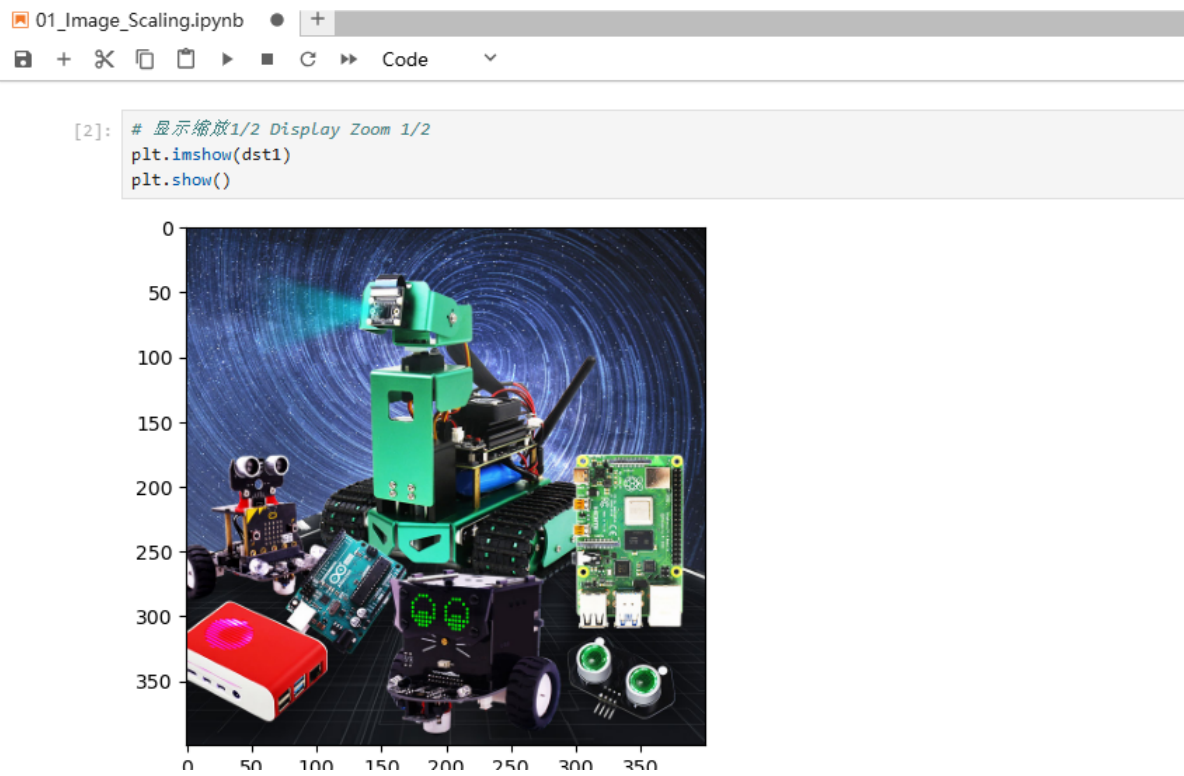 01_Image_Scaling.ipynb
Code
[2]:
# 显示缩放1/2 Display Zoom 1/2
plt.imshow(dst1)
plt.show()
0
50
100
150
200
250
300
350
0 50 100 150 200 250 300 350